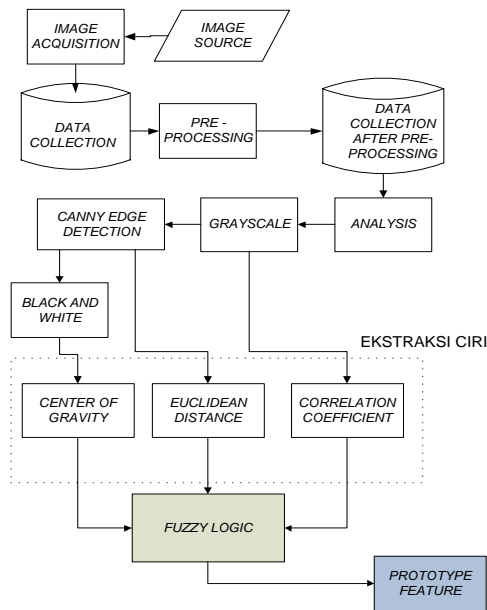 IMAGE
ACQUISITION
IMAGE
SOURCE
DATA
COLLECTION
PRE -
PROCESSING
DATA
COLLECTION
AFTER PRE-
PROCESSING
CANNY EDGE
DETECTION
GRAYSCALE
ANALYSIS
BLACK AND
WHITE
EKSTRAKSI CIRI
CENTER OF
GRAVITY
EUCLIDEAN
DISTANCE
CORRELATION
COEFFICIENT
FUZZY LOGIC
PROTOTYPE
FEATURE